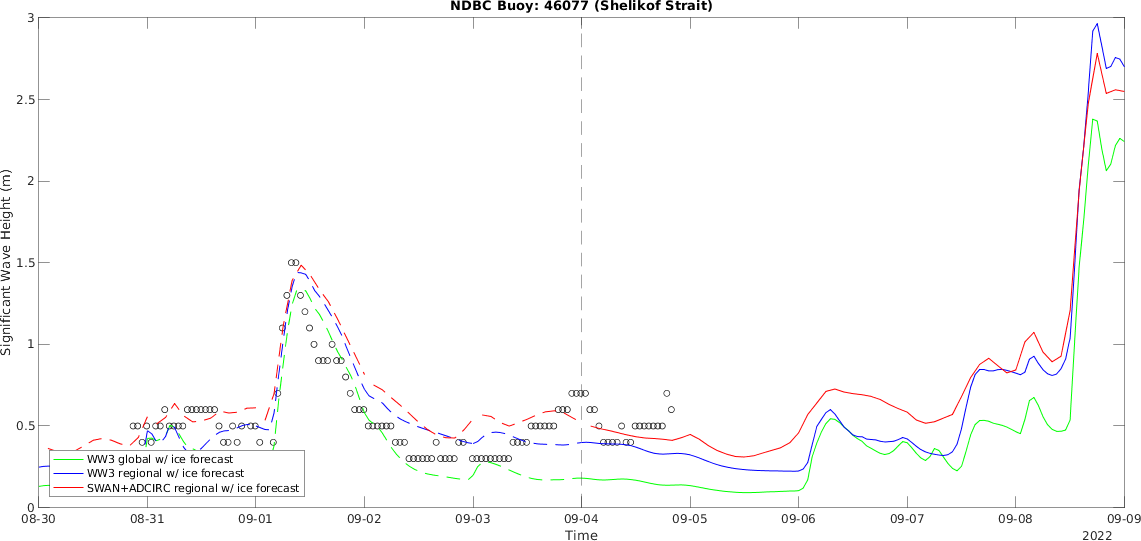 NDBC Buoy: 46077 (Shelikof Strait)
3
2.5
2
1.5
1
0.5
0
Significant Wave Height (m)
WW3 global w/ ice forecast
WW3 regional w/ ice forecast
SWAN+ADCIRC regional w/ ice forecast
08-30 08-31 09-01 09-02 09-03 09-04 09-05 09-06 09-07 09-08 09-09
Time
2022